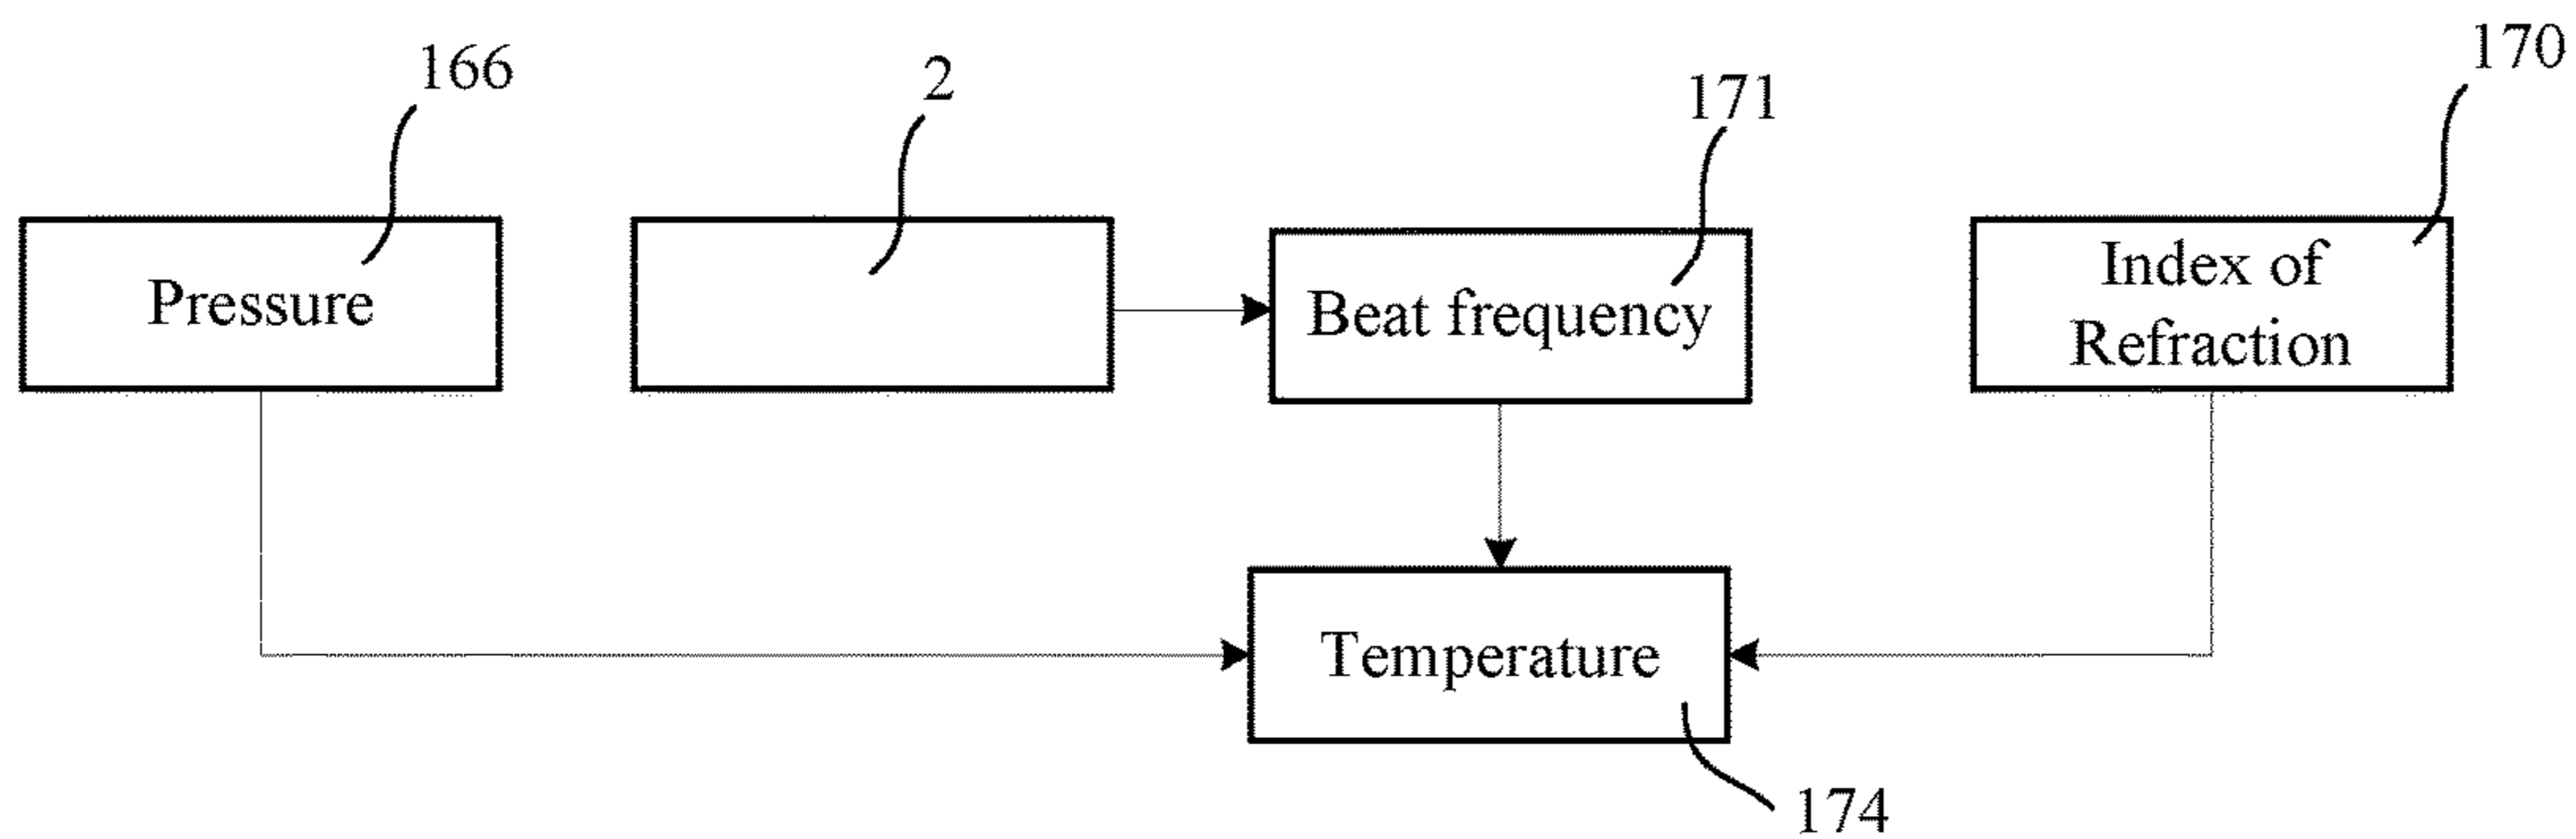 166
2
171
170
Pressure
Beat frequency
Index of
Refraction
Temperature
174